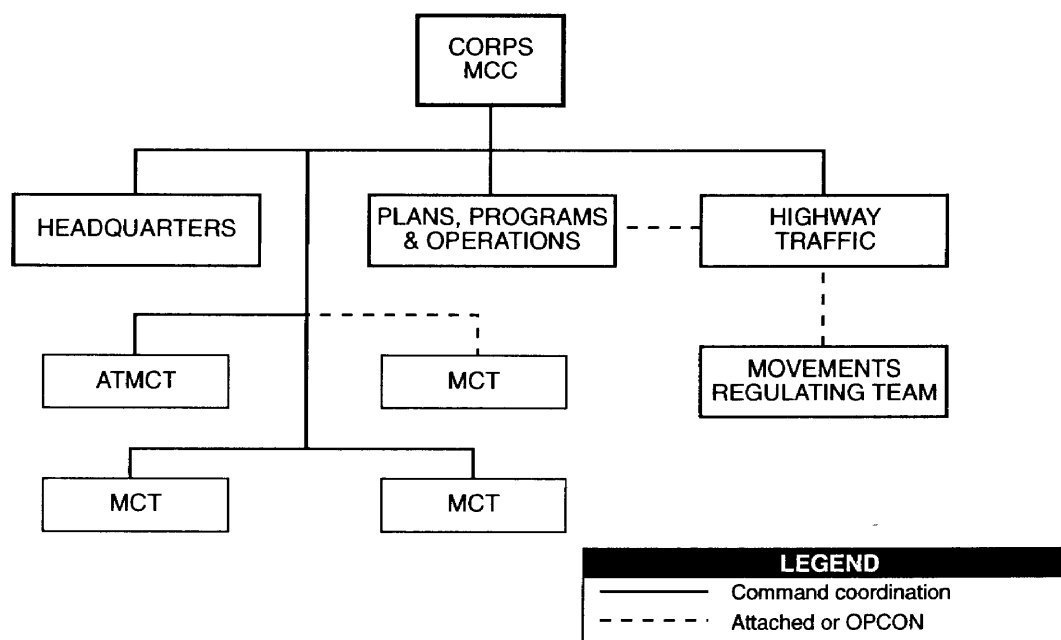 CORPS
MCC
HEADQUARTERS
PLANS, PROGRAMS
& OPERATIONS
HIGHWAY
TRAFFIC
ATMCT
MCT
MOVEMENTS
REGULATING TEAM
MCT
MCT
LEGEND
Command coordination
Attached or OPCON